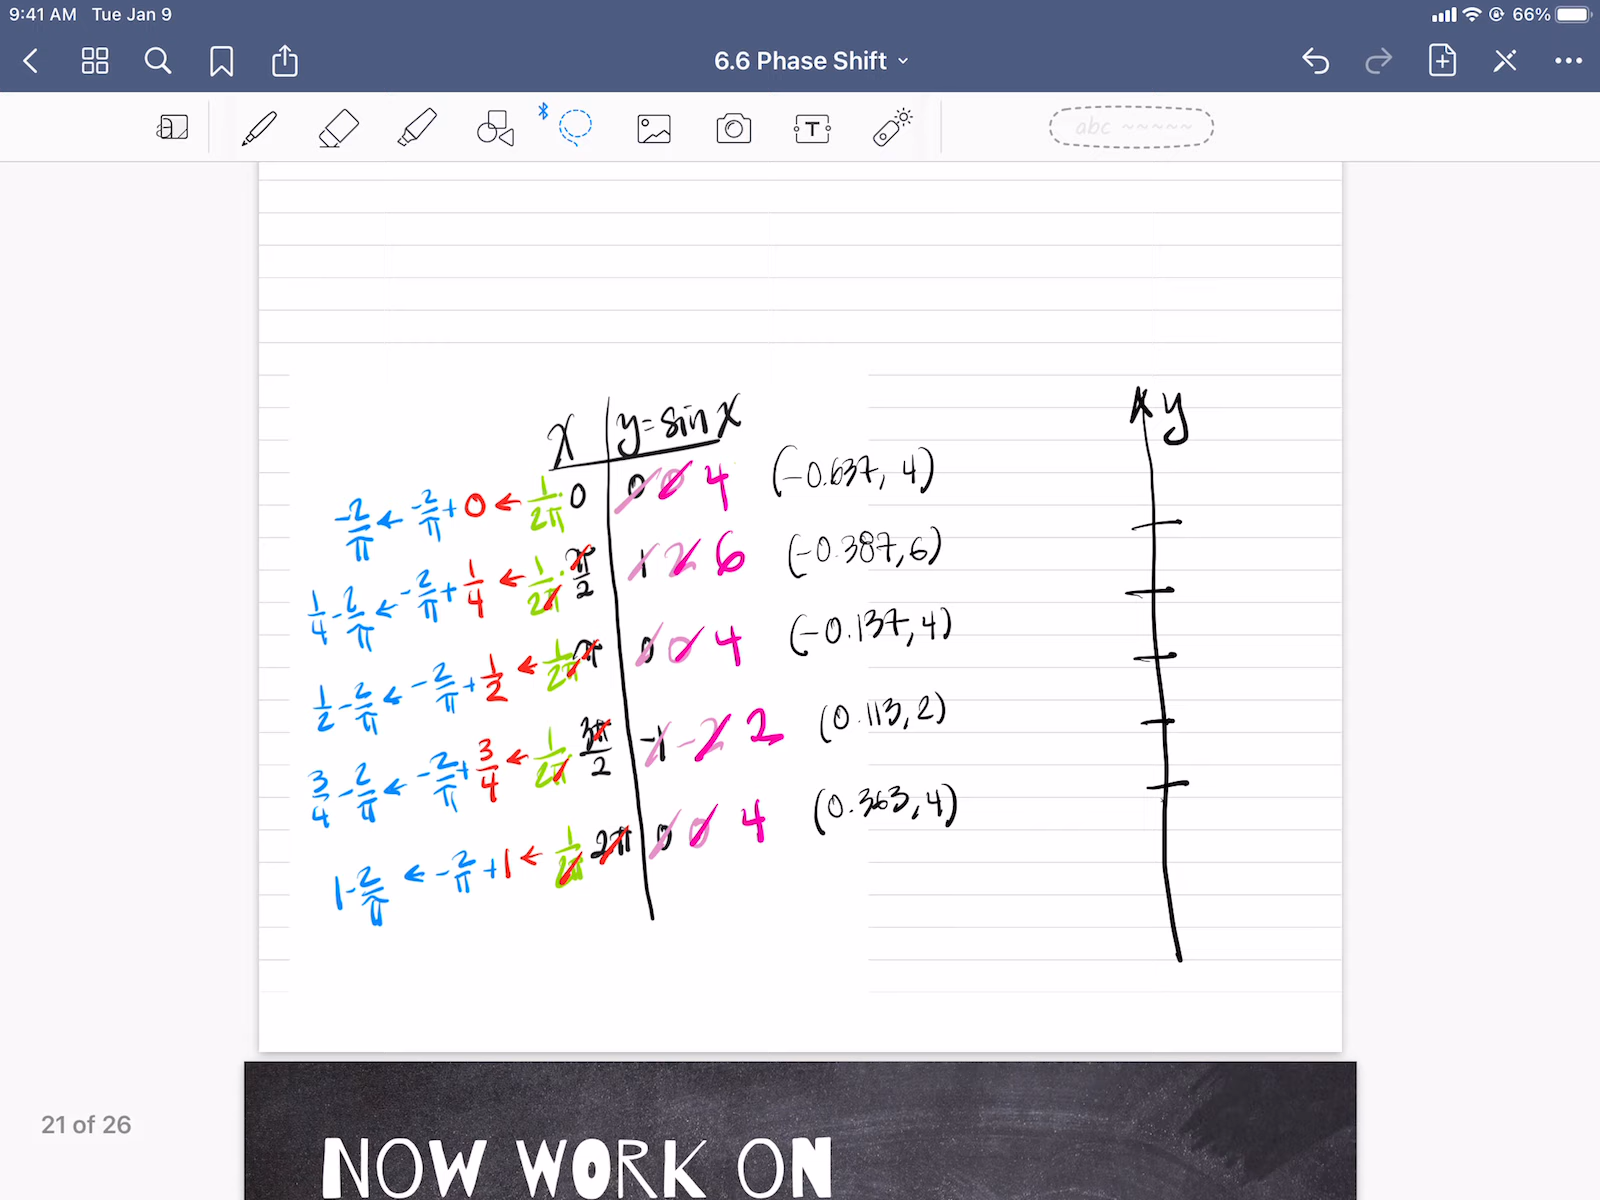 9:41 AM Tue Jan 9
66%
6.6 Phase Shift
T
abc ~~~~~
x y=sinx
y
-2/π ← -2/π + 0 ← 1/2π · 0 0 0 4 (-0.637, 4)
1/4 - 2/π ← -2/π + 1/4 ← 1/2π · π/2 1 2 6 (-0.387, 6)
1/2 - 2/π ← -2/π + 1/2 ← 1/2π · π 0 0 4 (-0.137, 4)
3/4 - 2/π ← -2/π + 3/4 ← 1/2π 3π/2 -1 -2 2 (0.113, 2)
1 - 2/π ← -2/π + 1 ← 1/2π 2π 0 0 4 (0.363, 4)
21 of 26
NOW WORK ON